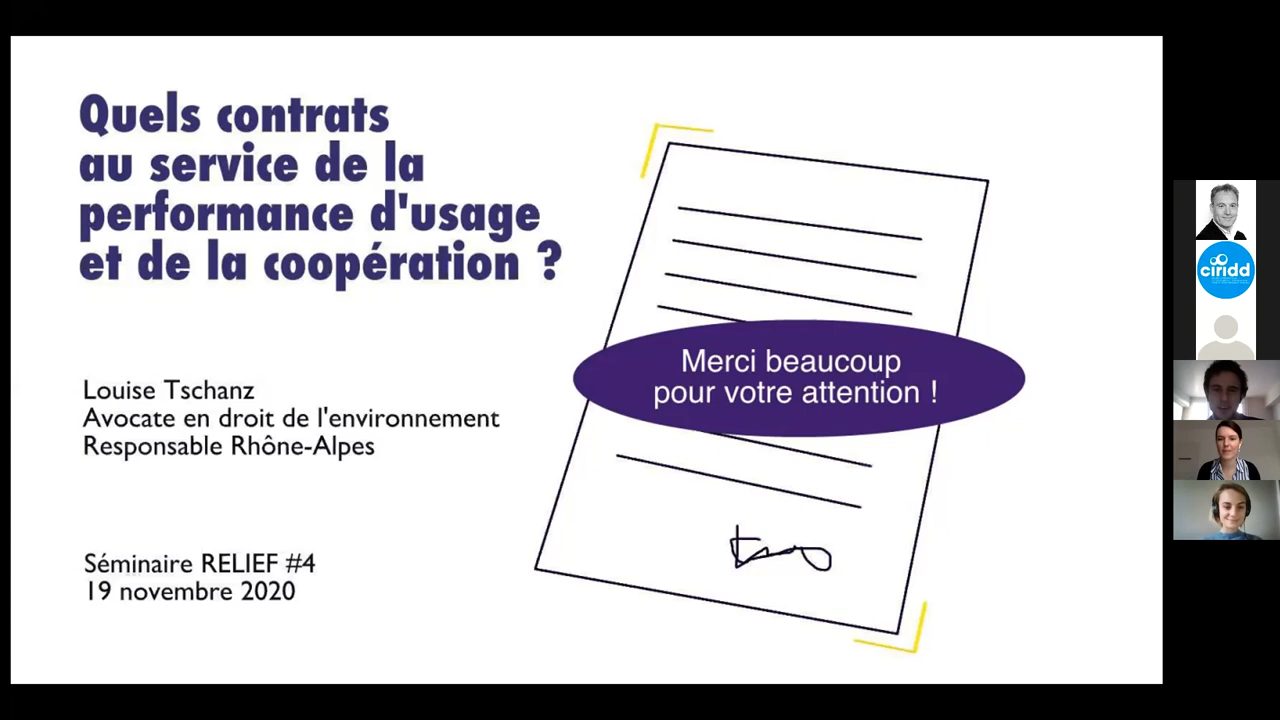 Quels contrats
au service de la
performance d'usage
et de la coopération ?
Merci beaucoup
pour votre attention !
Louise Tschanz
Avocate en droit de l'environnement
Responsable Rhône-Alpes
Séminaire RELIEF #4
19 novembre 2020
ciridd